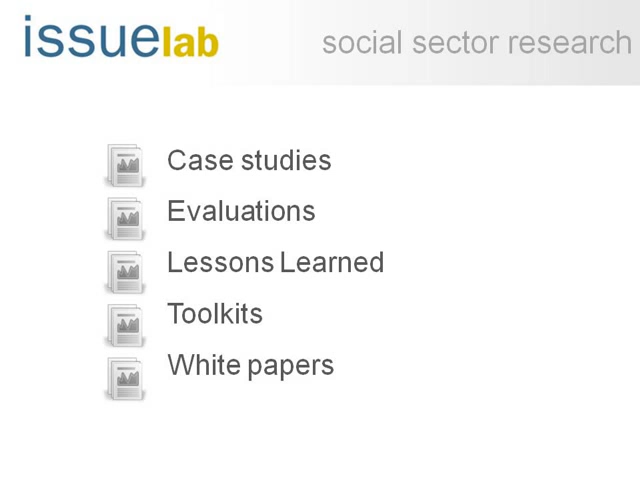 issuelab
social sector research
Case studies
Evaluations
Lessons Learned
Toolkits
White papers